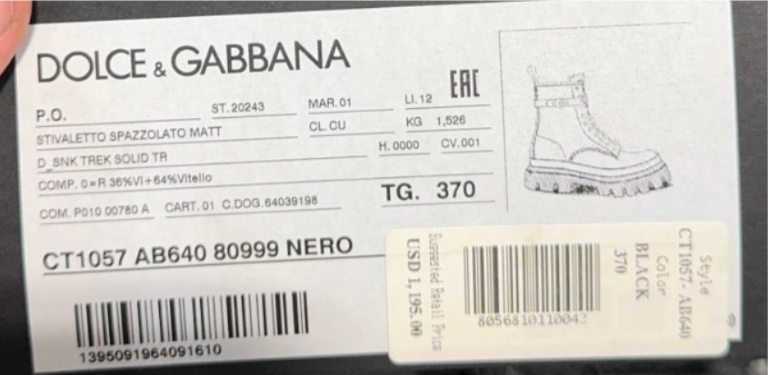 DOLCE & GABBANA
P.O. ST. 20243 MAR. 01 LI. 12 EAC
STIVALETTO SPAZZOLATO MATT CL. CU KG 1,526
D_SNK TREK SOLID TR H. 0000 CV.001
COMP. 0=R 36%VI+64%Vitello
COM. P010 00780 A CART. 01 C.DOG.64039198 TG. 370
CT1057 AB640 80999 NERO
1395091964091610
Style
CT1057- AB640
Color
BLACK
370
8056810110042
Suggested Retail Price
USD 1,195.00